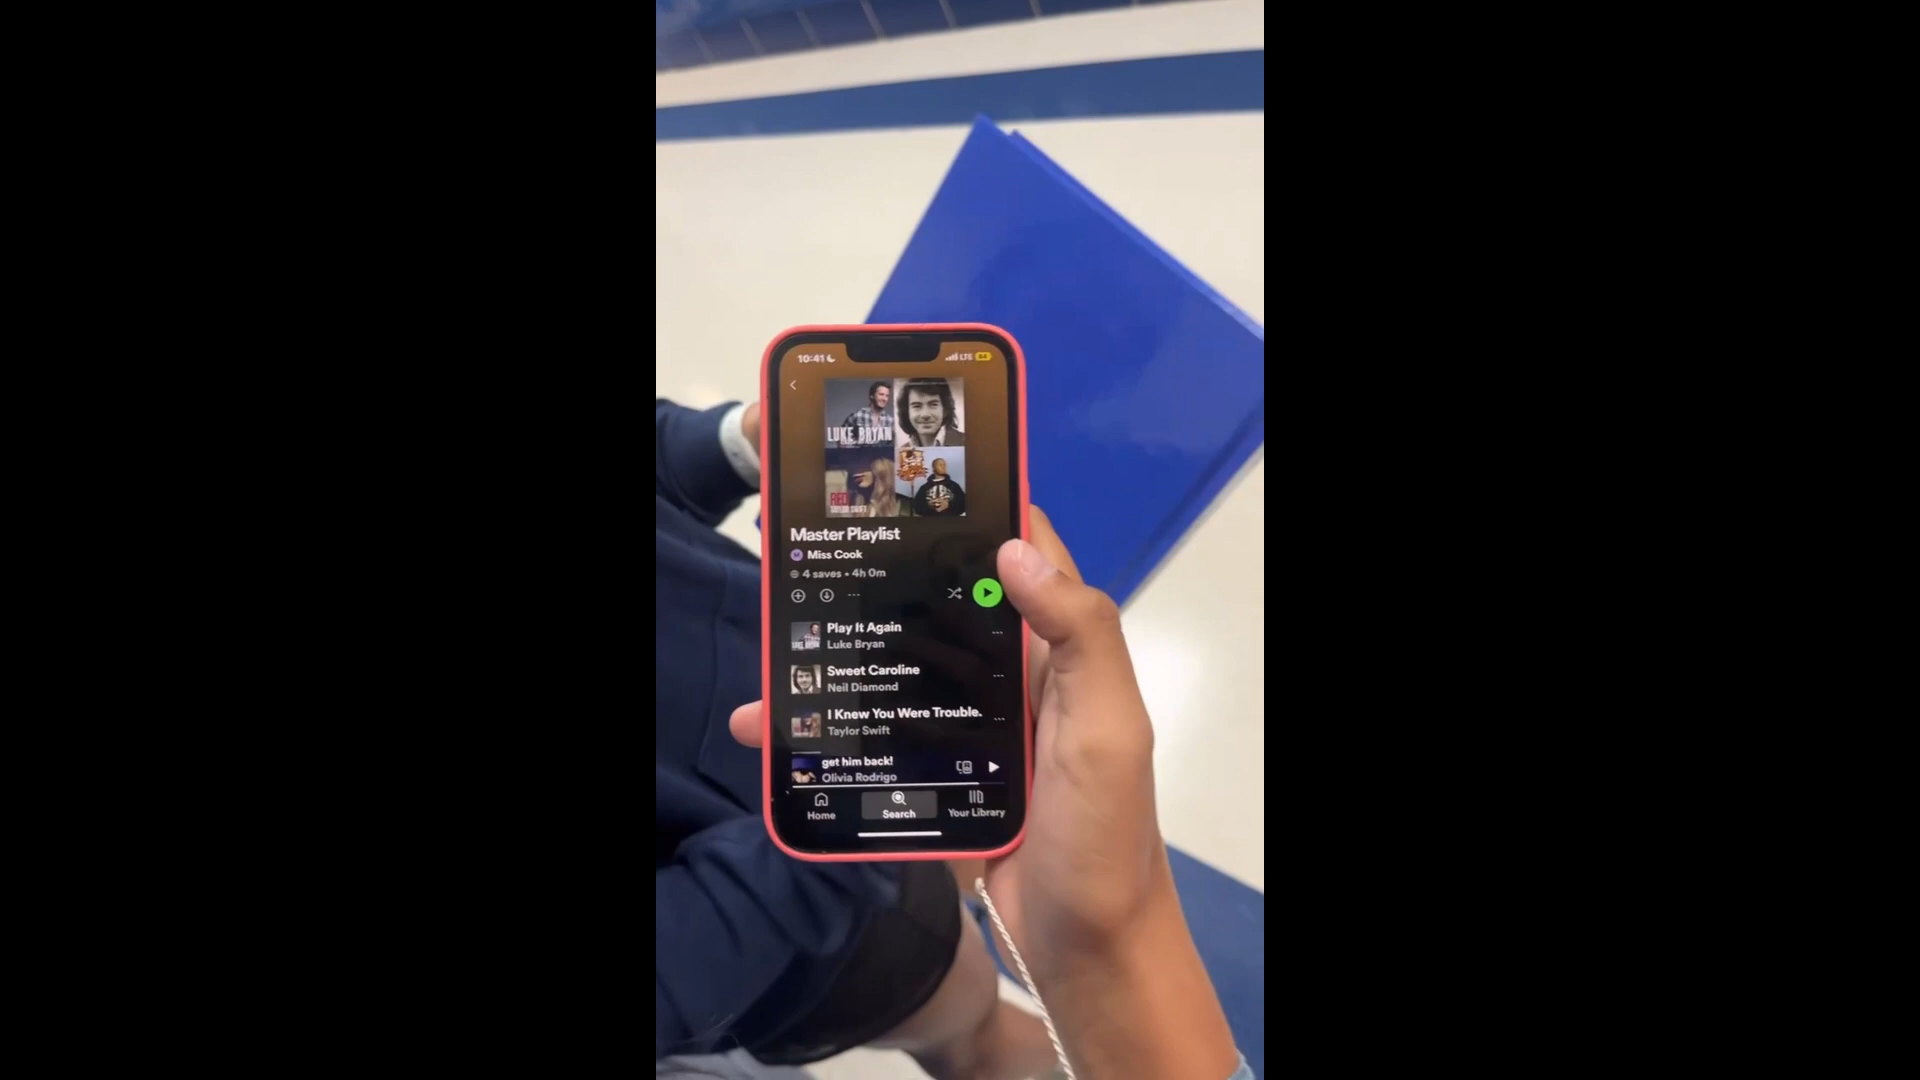 10:41
LTE 64
LUKE BRYAN
RED
TAYLOR SWIFT
Master Playlist
M Miss Cook
4 saves • 4h 0m
Play It Again
Luke Bryan
Sweet Caroline
Neil Diamond
I Knew You Were Trouble.
Taylor Swift
get him back!
Olivia Rodrigo
Home
Search
Your Library